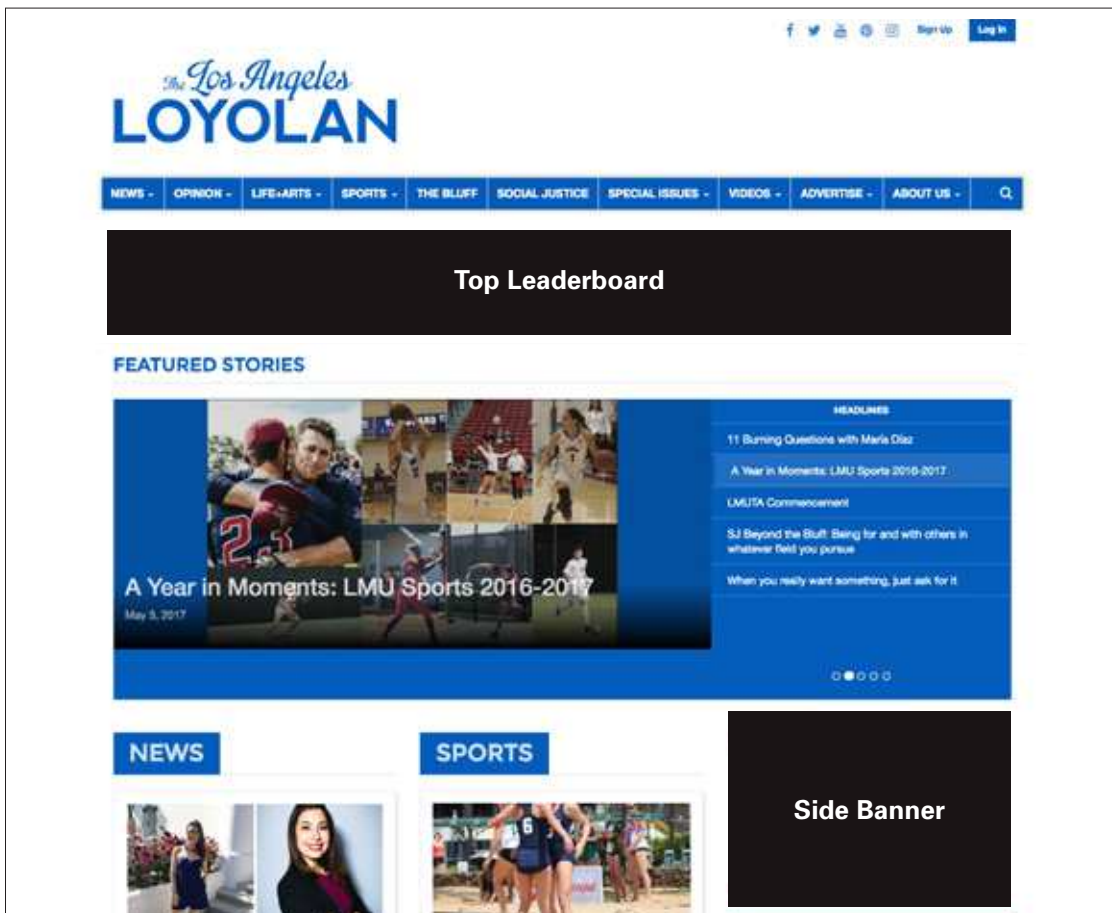 Sign Up Log In
The Los Angeles
LOYOLAN
NEWS - OPINION - LIFE+ARTS - SPORTS - THE BLUFF SOCIAL JUSTICE SPECIAL ISSUES - VIDEOS - ADVERTISE - ABOUT US -
Top Leaderboard
FEATURED STORIES
HEADLINES
11 Burning Questions with Maria Diaz
A Year in Moments: LMU Sports 2016-2017
LMUTA Commencement
SJ Beyond the Bluff: Being for and with others in
whatever field you pursue
When you really want something, just ask for it
23
A Year in Moments: LMU Sports 2016-2017
May 3, 2017
NEWS
SPORTS
6
Side Banner